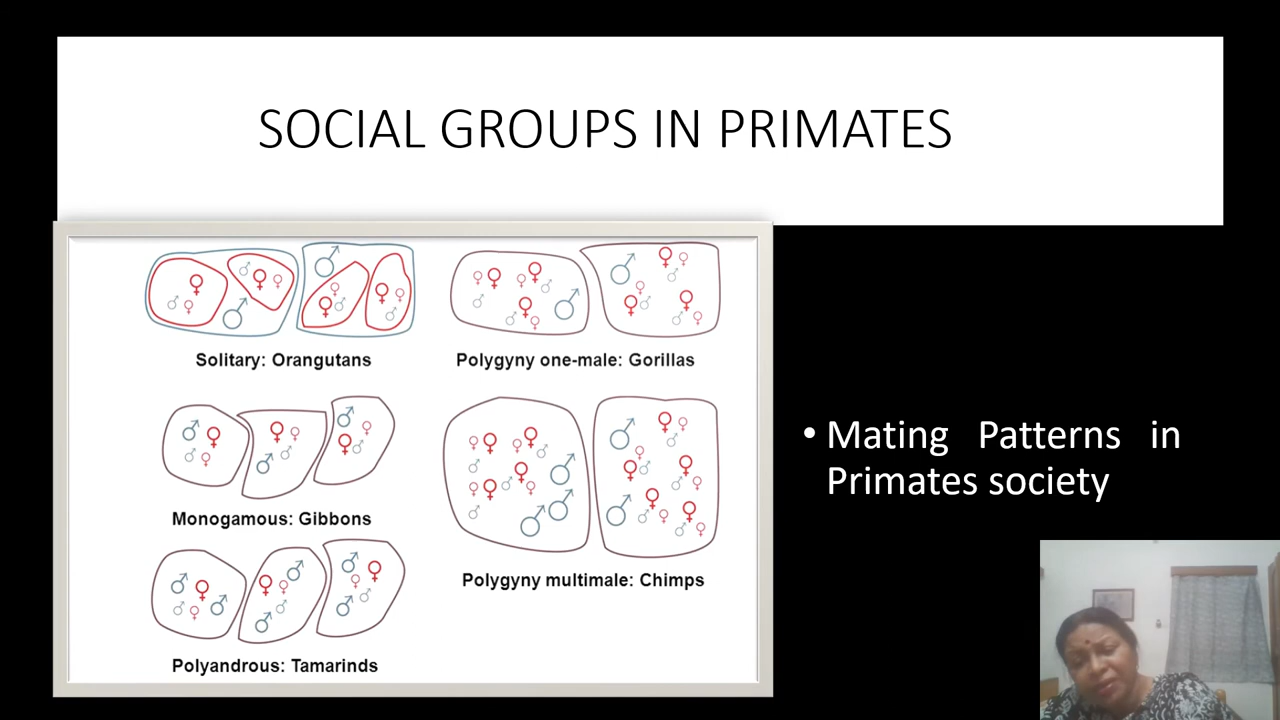 SOCIAL GROUPS IN PRIMATES
Solitary: Orangutans
Polygyny one-male: Gorillas
Monogamous: Gibbons
Polygyny multimale: Chimps
Polyandrous: Tamarinds
• Mating Patterns in
Primates society